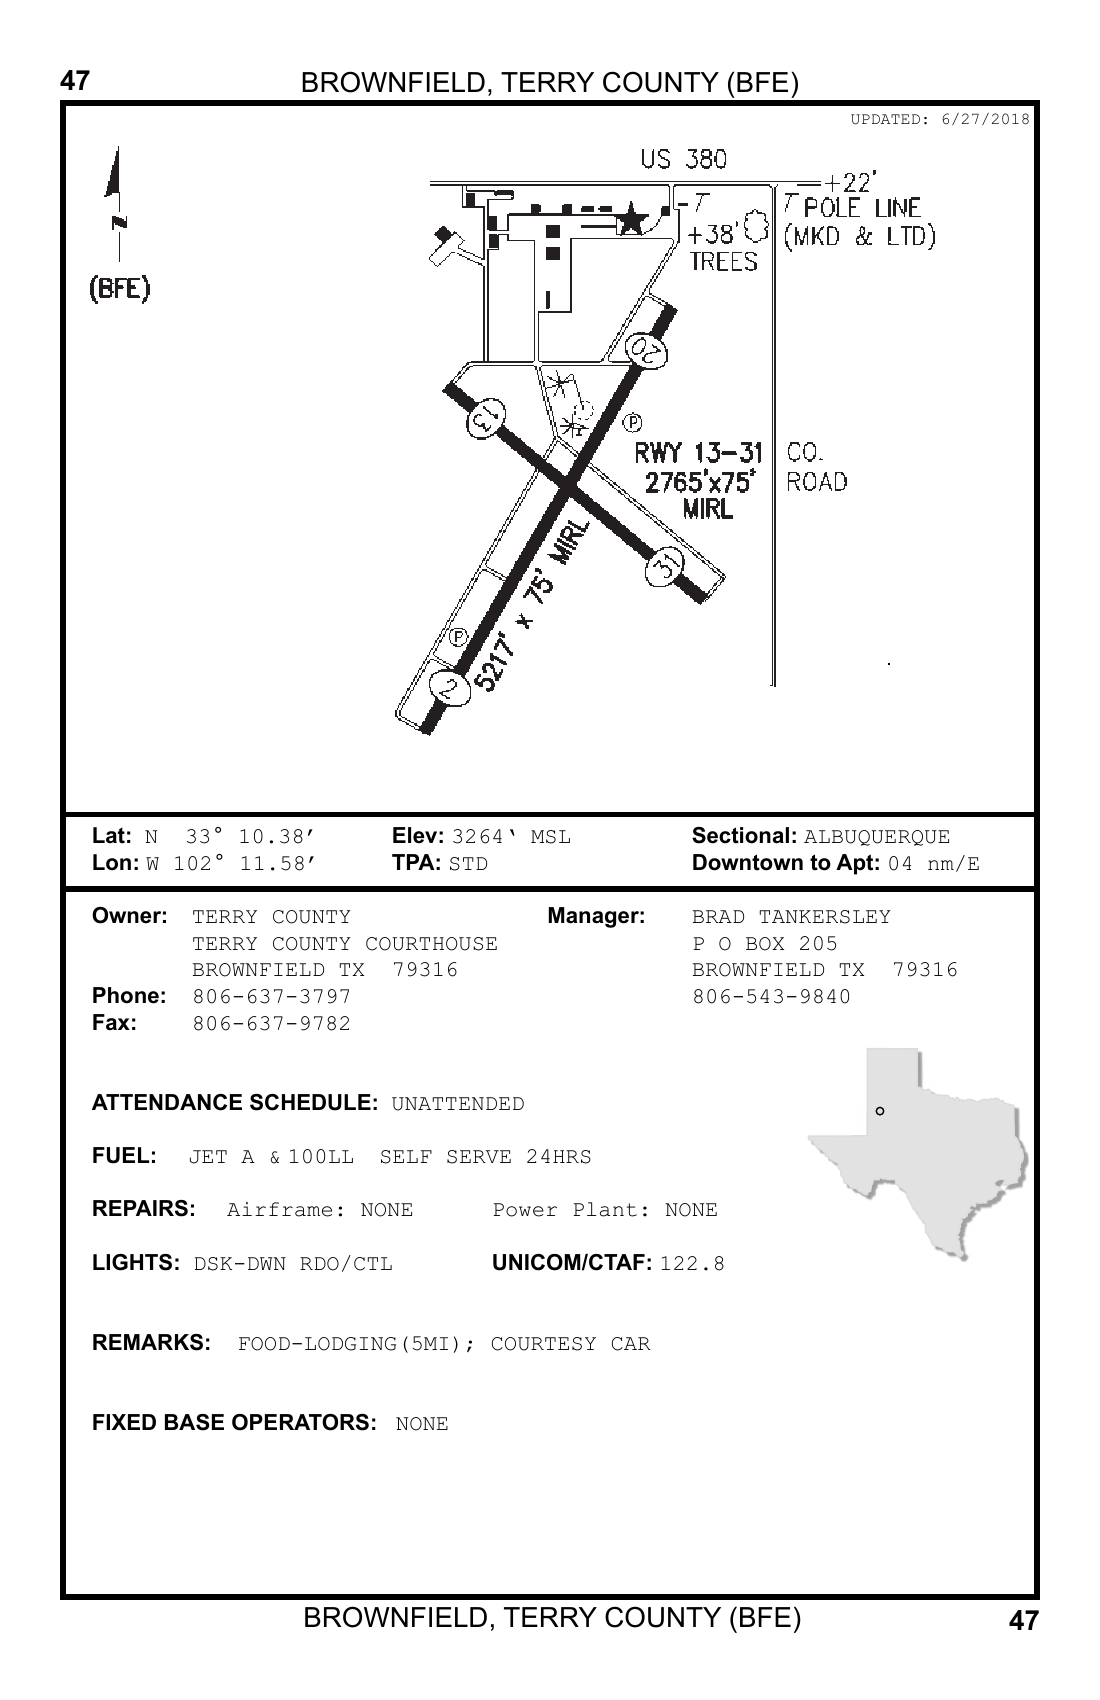 47
BROWNFIELD, TERRY COUNTY (BFE)
UPDATED: 6/27/2018
US 380
N
(BFE)
+22'
T
T POLE LINE
+38' (MKD & LTD)
TREES
20
13
P
RWY 13-31 CO.
2765'x75' ROAD
MIRL
31
5217' x 75' MIRL
P
2
Lat: N 33° 10.38′ Elev: 3264‘ MSL Sectional: ALBUQUERQUE
Lon: W 102° 11.58′ TPA: STD Downtown to Apt: 04 nm/E
Owner: TERRY COUNTY Manager: BRAD TANKERSLEY
TERRY COUNTY COURTHOUSE P O BOX 205
BROWNFIELD TX 79316 BROWNFIELD TX 79316
Phone: 806-637-3797 806-543-9840
Fax: 806-637-9782
ATTENDANCE SCHEDULE: UNATTENDED
FUEL: JET A & 100LL SELF SERVE 24HRS
REPAIRS: Airframe: NONE Power Plant: NONE
LIGHTS: DSK-DWN RDO/CTL UNICOM/CTAF: 122.8
REMARKS: FOOD-LODGING(5MI); COURTESY CAR
FIXED BASE OPERATORS: NONE
BROWNFIELD, TERRY COUNTY (BFE)
47